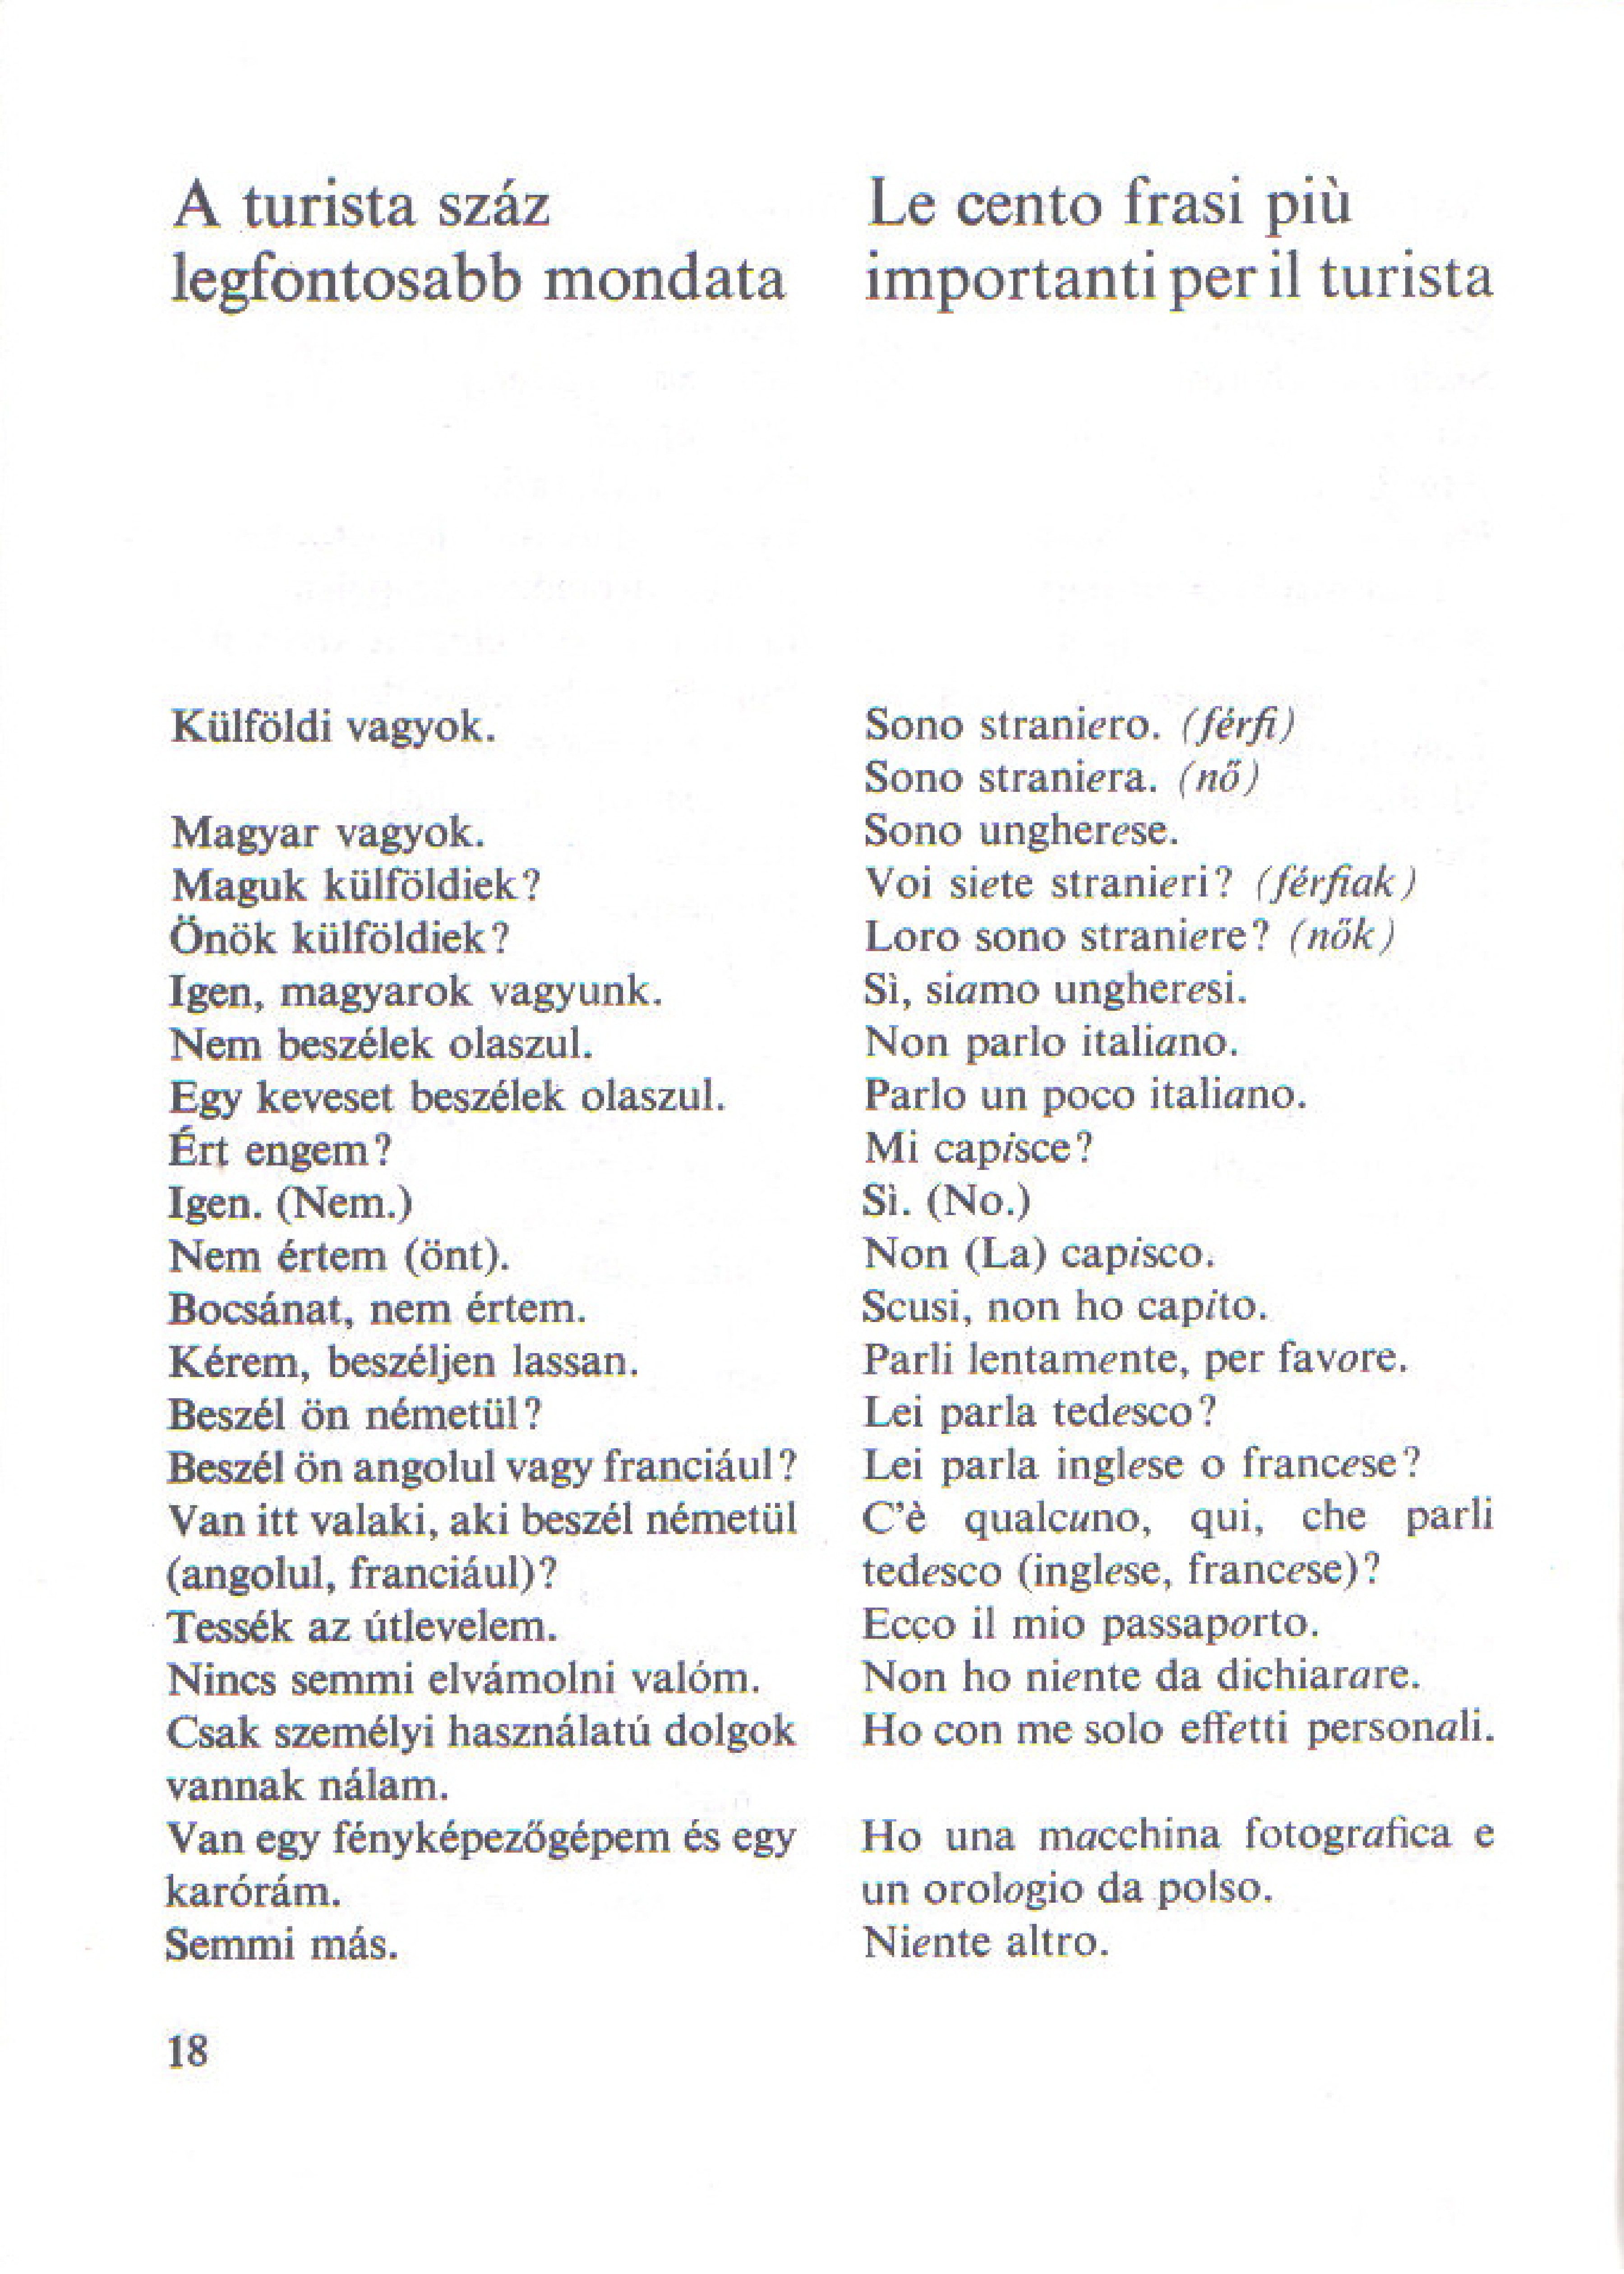 A turista száz
legfontosabb mondata
Le cento frasi più
importanti per il turista
Külföldi vagyok.
Magyar vagyok.
Maguk külföldiek?
Önök külföldiek?
Igen, magyarok vagyunk.
Nem beszélek olaszul.
Egy keveset beszélek olaszul.
Ért engem?
Igen. (Nem.)
Nem értem (önt).
Bocsánat, nem értem.
Kérem, beszéljen lassan.
Beszél ön németül?
Beszél ön angolul vagy franciául?
Van itt valaki, aki beszél németül
(angolul, franciául)?
Tessék az útlevelem.
Nincs semmi elvámolni valóm.
Csak személyi használatú dolgok
vannak nálam.
Van egy fényképezőgépem és egy
karórám.
Semmi más.
Sono straniero. (férfi)
Sono straniera. (nő)
Sono ungherese.
Voi siete stranieri? (férfiak)
Loro sono straniere? (nők)
Sì, siamo ungheresi.
Non parlo italiano.
Parlo un poco italiano.
Mi capisce?
Sì. (No.)
Non (La) capisco.
Scusi, non ho capito.
Parli lentamente, per favore.
Lei parla tedesco?
Lei parla inglese o francese?
C'è qualcuno, qui, che parli
tedesco (inglese, francese)?
Ecco il mio passaporto.
Non ho niente da dichiarare.
Ho con me solo effetti personali.
Ho una macchina fotografica e
un orologio da polso.
Niente altro.
18